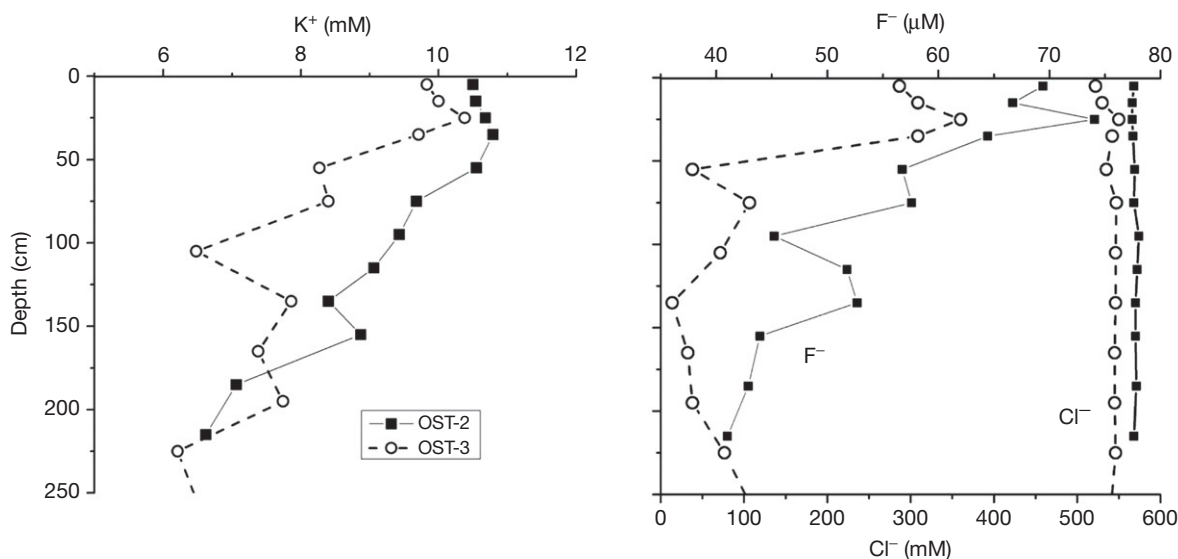 K⁺ (mM)
6 8 10 12
Depth (cm)
0
50
100
150
200
250
OST-2
OST-3
F⁻ (μM)
40 50 60 70 80
F⁻
Cl⁻
0 100 200 300 400 500 600
Cl⁻ (mM)